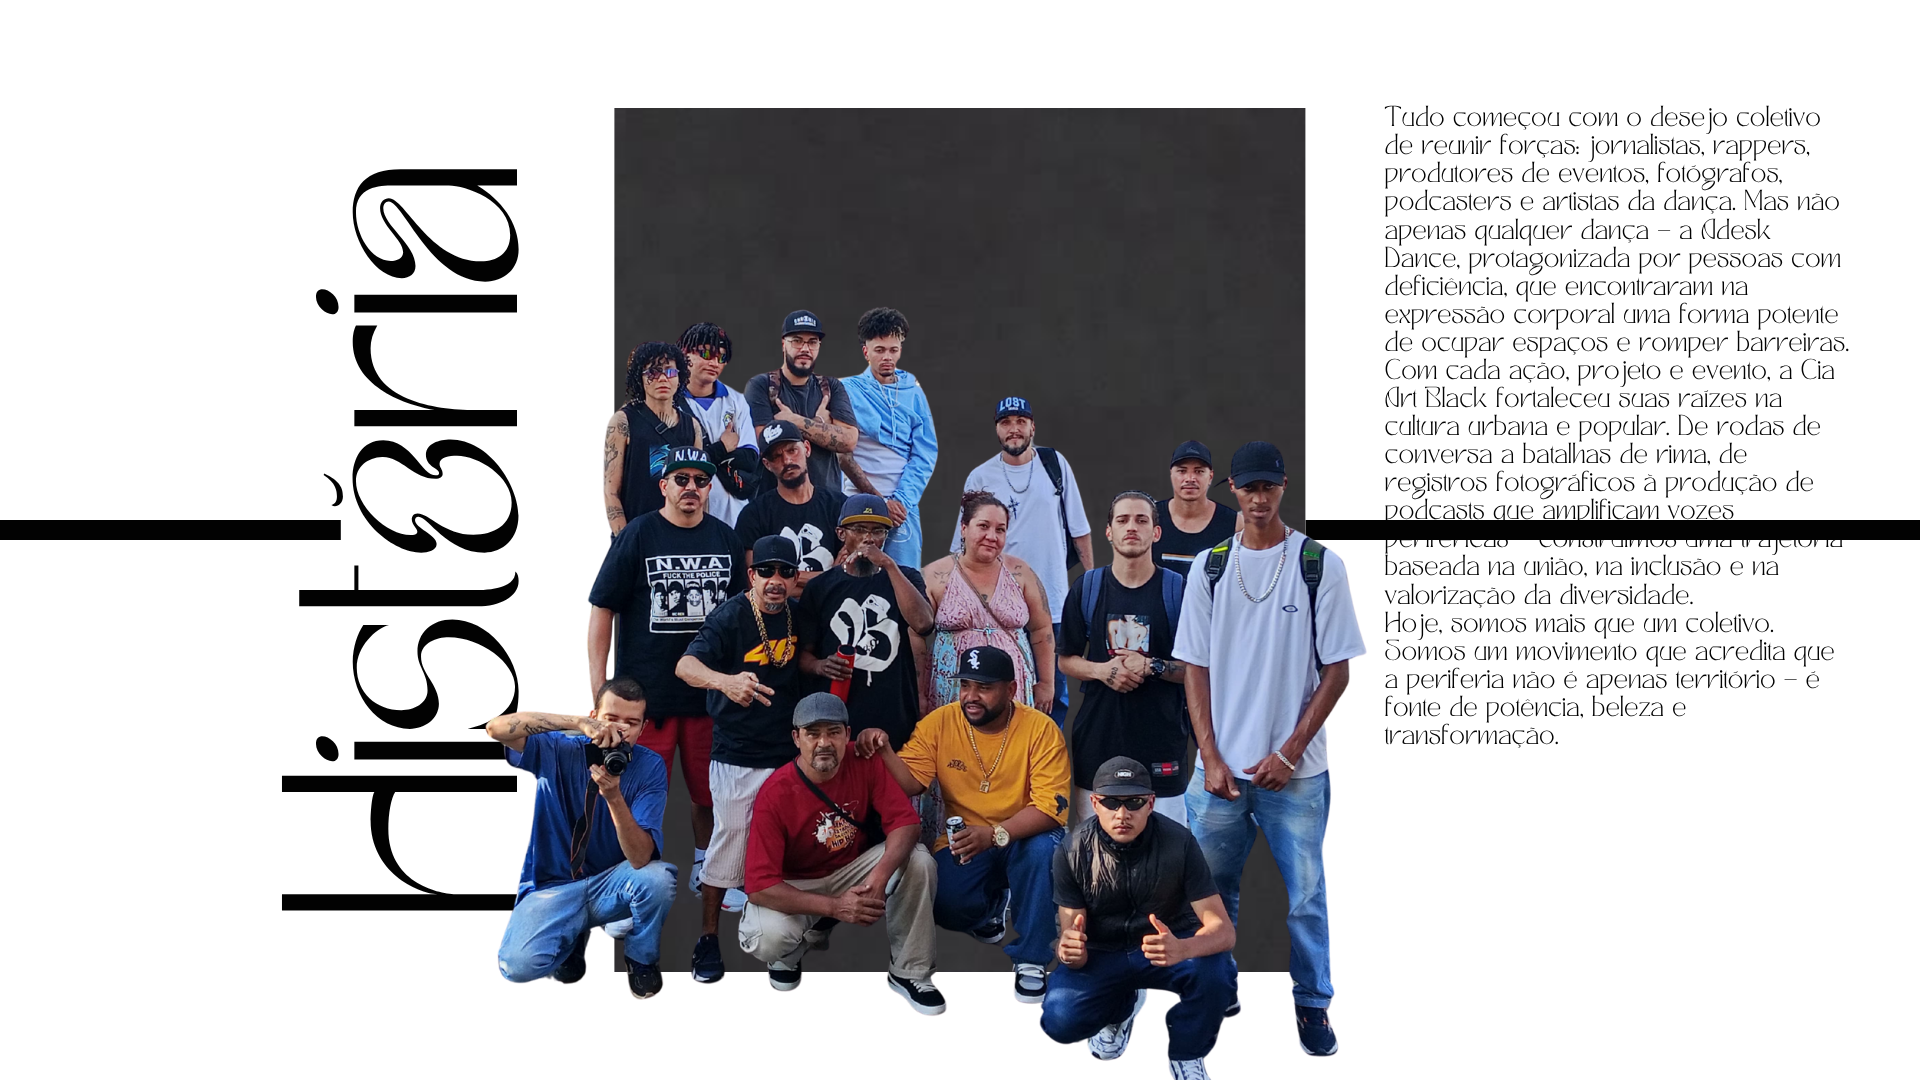 História
Tudo começou com o desejo coletivo
de reunir forças: jornalistas, rappers,
produtores de eventos, fotógrafos,
podcasters e artistas da dança. Mas não
apenas qualquer dança – a Adesk
Dance, protagonizada por pessoas com
deficiência, que encontraram na
expressão corporal uma forma potente
de ocupar espaços e romper barreiras.
Com cada ação, projeto e evento, a Cia
Art Black fortaleceu suas raízes na
cultura urbana e popular. De rodas de
conversa a batalhas de rima, de
registros fotográficos à produção de
podcasts que amplificam vozes
periféricas – construímos uma trajetória
baseada na união, na inclusão e na
valorização da diversidade.
Hoje, somos mais que um coletivo.
Somos um movimento que acredita que
a periferia não é apenas território – é
fonte de potência, beleza e
transformação.
LOST
N.W.A
N.W.A
FUCK THE POLICE
B
46